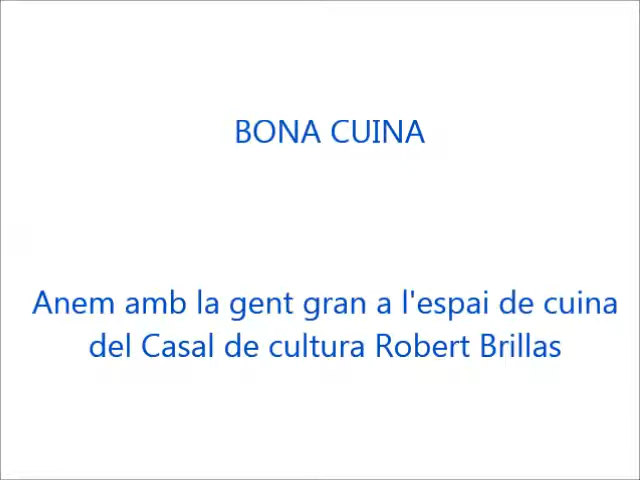 BONA CUINA
Anem amb la gent gran a l'espai de cuina
del Casal de cultura Robert Brillas